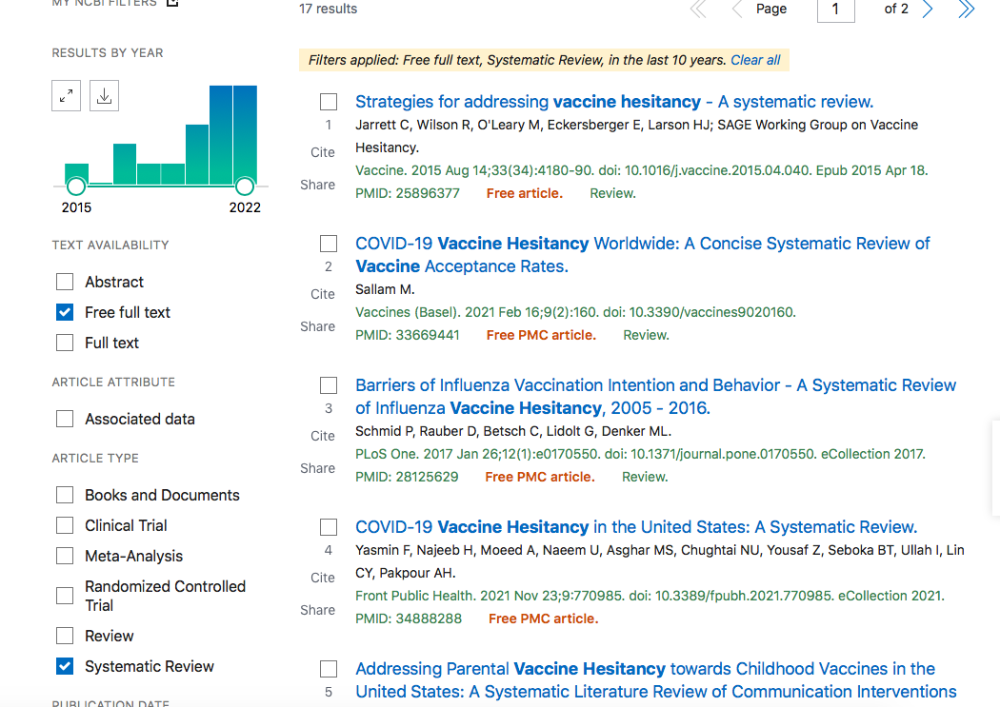 MY NCBI FILTERS
17 results
Page
1
of 2
RESULTS BY YEAR
2015
2022
TEXT AVAILABILITY
Abstract
Free full text
Full text
ARTICLE ATTRIBUTE
Associated data
ARTICLE TYPE
Books and Documents
Clinical Trial
Meta-Analysis
Randomized Controlled
Trial
Review
Systematic Review
PUBLICATION DATE
Filters applied: Free full text, Systematic Review, in the last 10 years. Clear all
Strategies for addressing vaccine hesitancy - A systematic review.
1
Cite
Share
Jarrett C, Wilson R, O'Leary M, Eckersberger E, Larson HJ; SAGE Working Group on Vaccine
Hesitancy.
Vaccine. 2015 Aug 14;33(34):4180-90. doi: 10.1016/j.vaccine.2015.04.040. Epub 2015 Apr 18.
PMID: 25896377 Free article. Review.
COVID-19 Vaccine Hesitancy Worldwide: A Concise Systematic Review of
Vaccine Acceptance Rates.
2
Cite
Share
Sallam M.
Vaccines (Basel). 2021 Feb 16;9(2):160. doi: 10.3390/vaccines9020160.
PMID: 33669441 Free PMC article. Review.
Barriers of Influenza Vaccination Intention and Behavior - A Systematic Review
of Influenza Vaccine Hesitancy, 2005 - 2016.
3
Cite
Share
Schmid P, Rauber D, Betsch C, Lidolt G, Denker ML.
PLoS One. 2017 Jan 26;12(1):e0170550. doi: 10.1371/journal.pone.0170550. eCollection 2017.
PMID: 28125629 Free PMC article. Review.
COVID-19 Vaccine Hesitancy in the United States: A Systematic Review.
4
Cite
Share
Yasmin F, Najeeb H, Moeed A, Naeem U, Asghar MS, Chughtai NU, Yousaf Z, Seboka BT, Ullah I, Lin
CY, Pakpour AH.
Front Public Health. 2021 Nov 23;9:770985. doi: 10.3389/fpubh.2021.770985. eCollection 2021.
PMID: 34888288 Free PMC article.
Addressing Parental Vaccine Hesitancy towards Childhood Vaccines in the
United States: A Systematic Literature Review of Communication Interventions
5